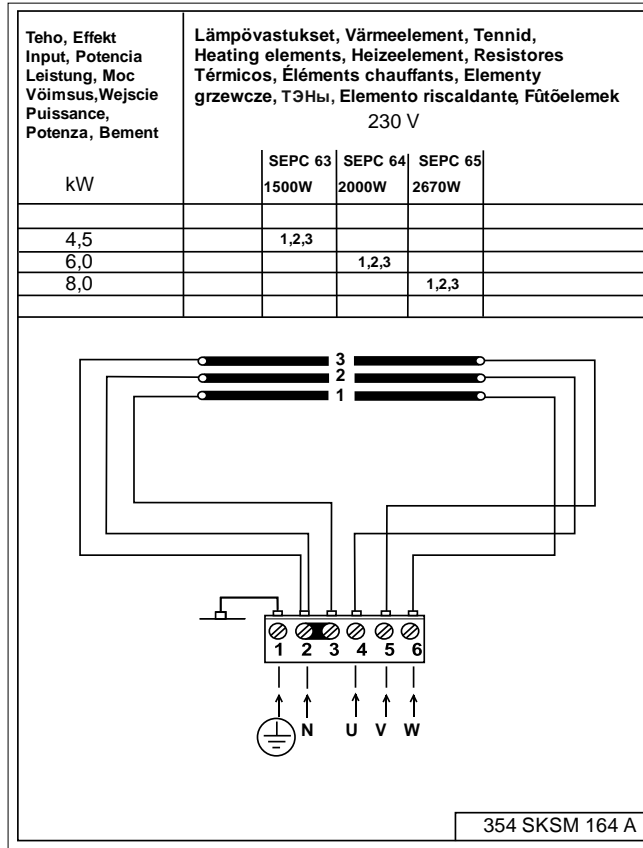 Teho, Effekt
Input, Potencia
Leistung, Moc
Vöimsus,Wejscie
Puissance,
Potenza, Bement
Lämpövastukset, Värmeelement, Tennid,
Heating elements, Heizeelement, Resistores
Térmicos, Éléments chauffants, Elementy
grzewcze, ТЭНы, Elemento riscaldante, Fûtõelemek
230 V
kW
SEPC 63 SEPC 64 SEPC 65
1500W 2000W 2670W
4,5 1,2,3
6,0 1,2,3
8,0 1,2,3
3
2
1
1 2 3 4 5 6
N U V W
354 SKSM 164 A